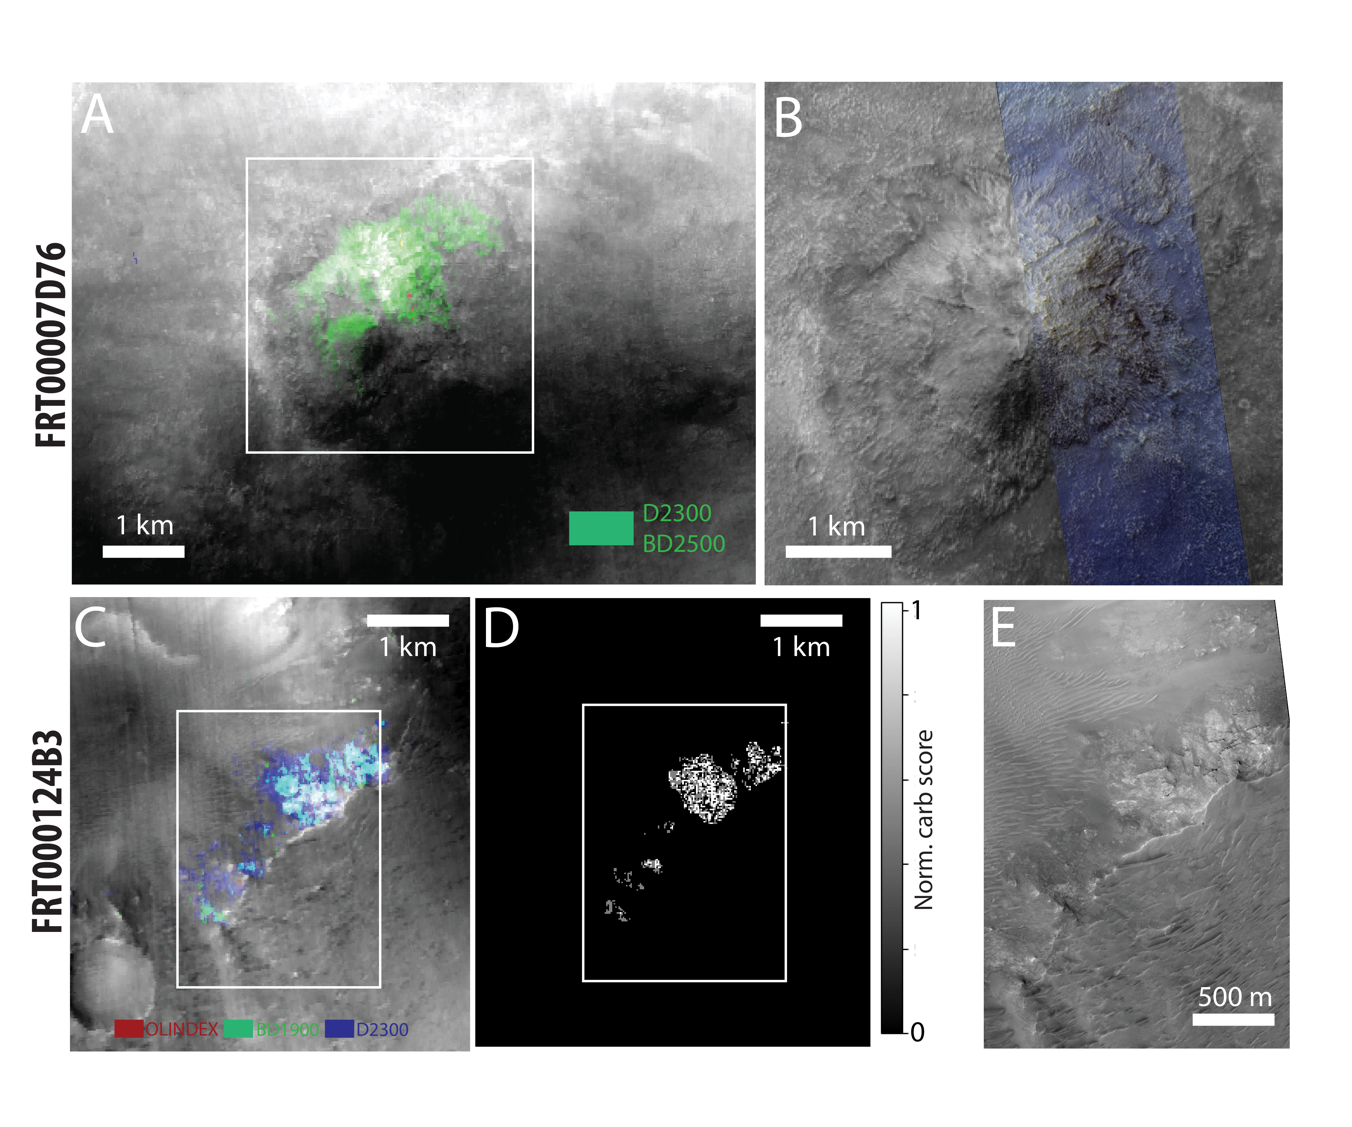 FRT00007D76
A
1 km
D2300
BD2500
B
1 km
FRT000124B3
C
1 km
OLINDEX
BD1900
D2300
D
1 km
1
Norm. carb score
0
E
500 m